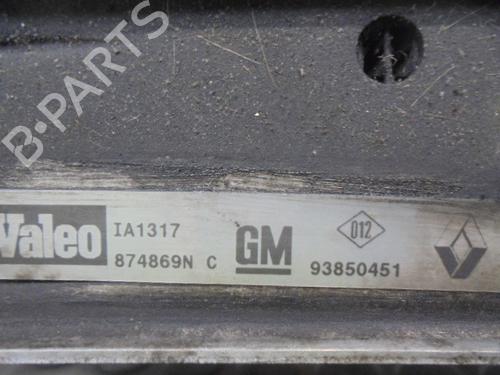 B-PARTS
Valeo
IA1317
874869N C
GM
012
93850451